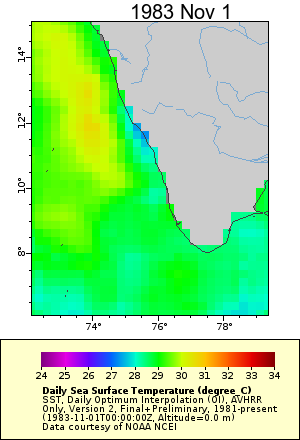 1983 Nov 1
14°
12°
10°
8°
74° 76° 78°
24 25 26 27 28 29 30 31 32 33 34
Daily Sea Surface Temperature (degree_C)
SST, Daily Optimum Interpolation (OI), AVHRR
Only, Version 2, Final+Preliminary, 1981-present
(1983-11-01T00:00:00Z, Altitude=0.0 m)
Data courtesy of NOAA NCEI